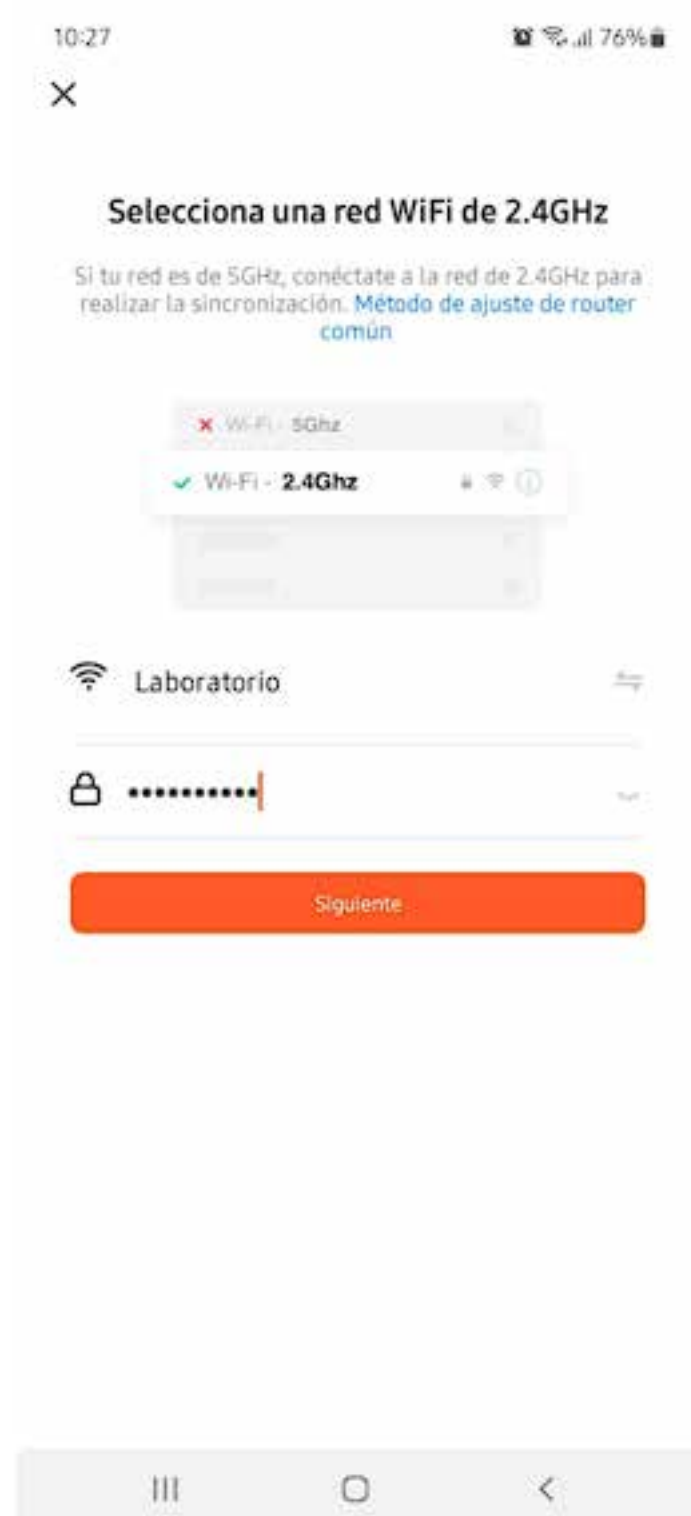 10:27
76%
Selecciona una red WiFi de 2.4GHz
Si tu red es de 5GHz, conéctate a la red de 2.4GHz para
realizar la sincronización. Método de ajuste de router
común
Wi-Fi - 5Ghz
Wi-Fi - 2.4Ghz
Laboratorio
••••••••••
Siguiente